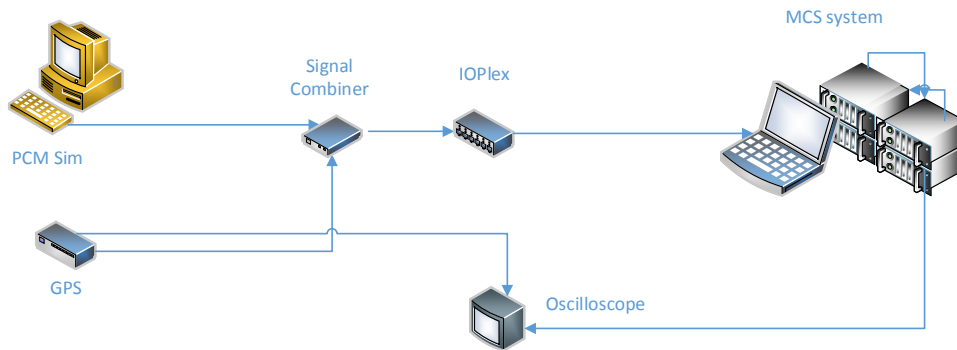 MCS system
Signal
Combiner
IOPlex
PCM Sim
GPS
Oscilloscope